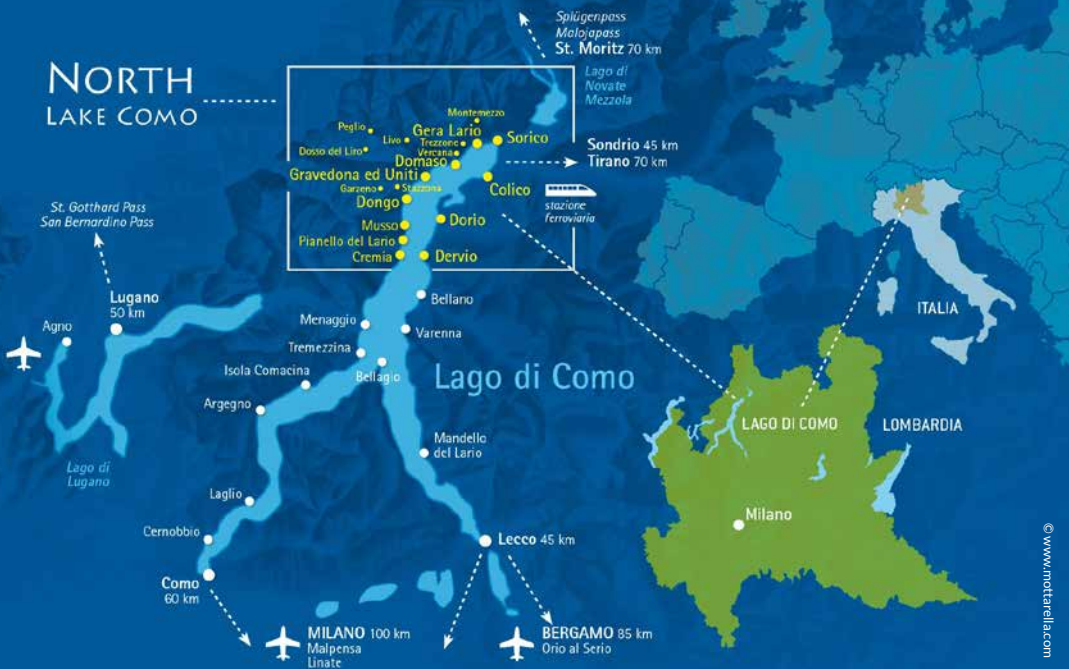 NORTH
LAKE COMO
Splügenpass
Malojapass
St. Moritz 70 km
Lago di
Novate
Mezzola
Montemezzo
Peglio
Livo
Gera Lario
Sorico
Trezzone
Dosso del Liro
Vercana
Domaso
Sondrio 45 km
Tirano 70 km
Gravedona ed Uniti
Colico
Garzeno
Stazzona
Dongo
stazione
ferroviaria
Musso
Dorio
Pianello del Lario
Cremia
Dervio
St. Gotthard Pass
San Bernardino Pass
Lugano
50 km
Agno
Lago di
Lugano
Bellano
Menaggio
Varenna
Tremezzina
Isola Comacina
Bellagio
Lago di Como
Argegno
Mandello
del Lario
Laglio
Cernobbio
Lecco 45 km
Como
60 km
MILANO 100 km
Malpensa
Linate
BERGAMO 85 km
Orio al Serio
ITALIA
LAGO DI COMO
LOMBARDIA
Milano
© www.mottarella.com